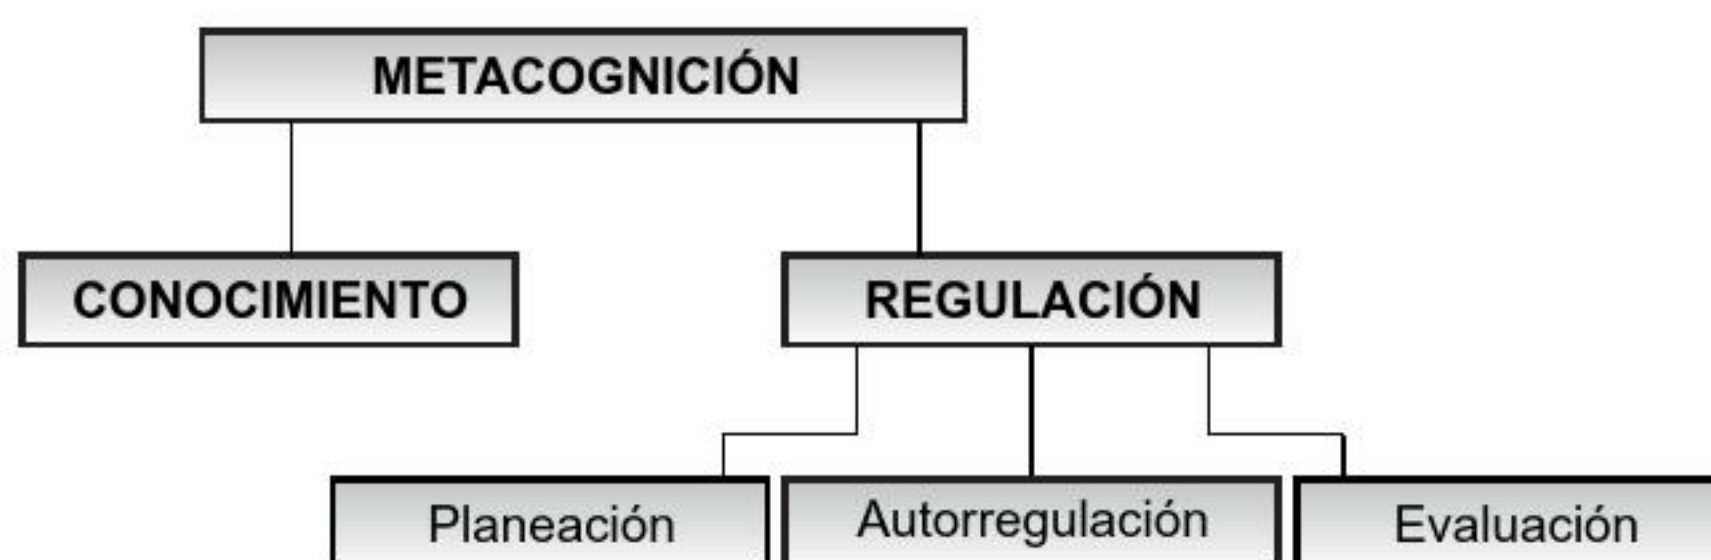 METACOGNICIÓN
CONOCIMIENTO
REGULACIÓN
Planeación
Autorregulación
Evaluación